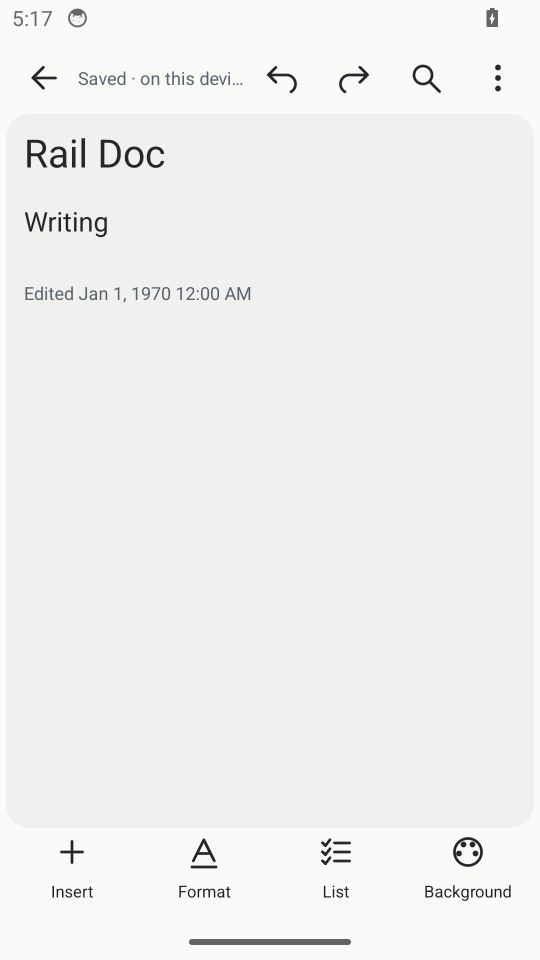 5:17
Saved · on this devi...
Rail Doc
Writing
Edited Jan 1, 1970 12:00 AM
Insert
Format
List
Background